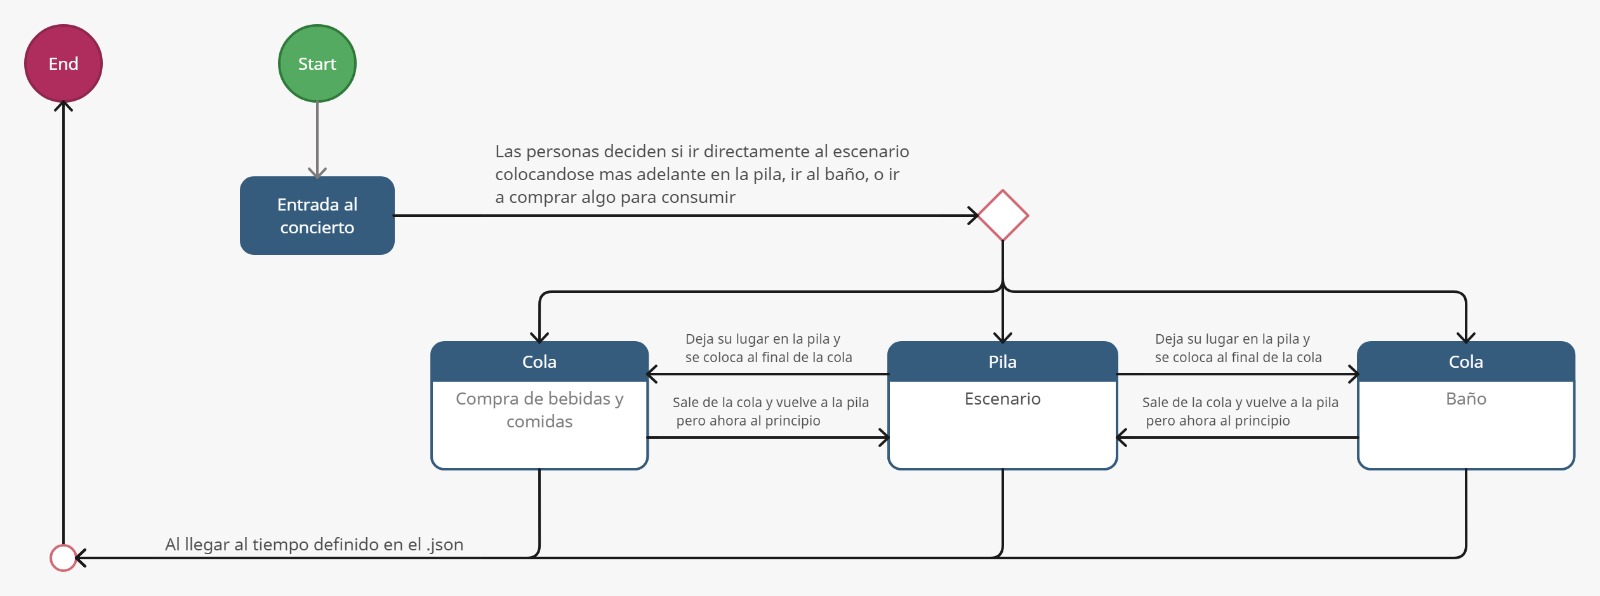 End
Start
Las personas deciden si ir directamente al escenario
colocandose mas adelante en la pila, ir al baño, o ir
a comprar algo para consumir
Entrada al
concierto
Deja su lugar en la pila y
se coloca al final de la cola
Deja su lugar en la pila y
se coloca al final de la cola
Cola
Pila
Cola
Compra de bebidas y
comidas
Sale de la cola y vuelve a la pila
pero ahora al principio
Escenario
Sale de la cola y vuelve a la pila
pero ahora al principio
Baño
Al llegar al tiempo definido en el .json